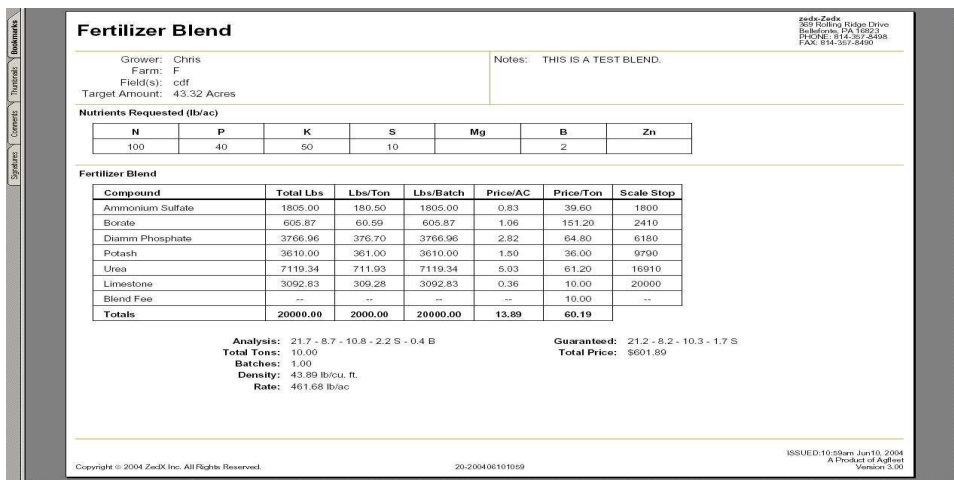 Bookmarks
Thumbnails
Comments
Signatures
Fertilizer Blend
zedx-Zedx
369 Rolling Ridge Drive
Bellefonte, PA 16823
PHONE: 814-357-8498
FAX: 814-357-8490
Grower: Chris
Farm: F
Field(s): cdf
Target Amount: 43.32 Acres
Notes: THIS IS A TEST BLEND.
Nutrients Requested (lb/ac)
N P K S Mg B Zn
100 40 50 10 2
Fertilizer Blend
Compound Total Lbs Lbs/Ton Lbs/Batch Price/AC Price/Ton Scale Stop
Ammonium Sulfate 1805.00 180.50 1805.00 0.83 39.60 1800
Borate 605.87 60.59 605.87 1.06 151.20 2410
Diamm Phosphate 3766.96 376.70 3766.96 2.82 64.80 6180
Potash 3610.00 361.00 3610.00 1.50 36.00 9790
Urea 7119.34 711.93 7119.34 5.03 61.20 16910
Limestone 3092.83 309.28 3092.83 0.36 10.00 20000
Blend Fee -- -- -- -- 10.00 --
Totals 20000.00 2000.00 20000.00 13.89 60.19
Analysis: 21.7 - 8.7 - 10.8 - 2.2 S - 0.4 B
Total Tons: 10.00
Batches: 1.00
Density: 43.89 lb/cu. ft.
Rate: 461.68 lb/ac
Guaranteed: 21.2 - 8.2 - 10.3 - 1.7 S
Total Price: $601.89
Copyright © 2004 ZedX Inc. All Rights Reserved.
20-200406101059
ISSUED:10:59am Jun10, 2004
A Product of Agfleet
Version 3.00